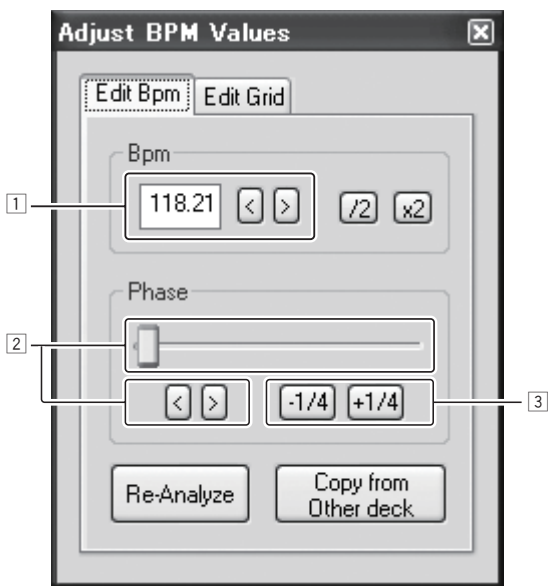 Adjust BPM Values
Edit Bpm Edit Grid
Bpm
1
118.21 < > /2 x2
Phase
2
< > -1/4 +1/4 3
Re-Analyze
Copy from
Other deck